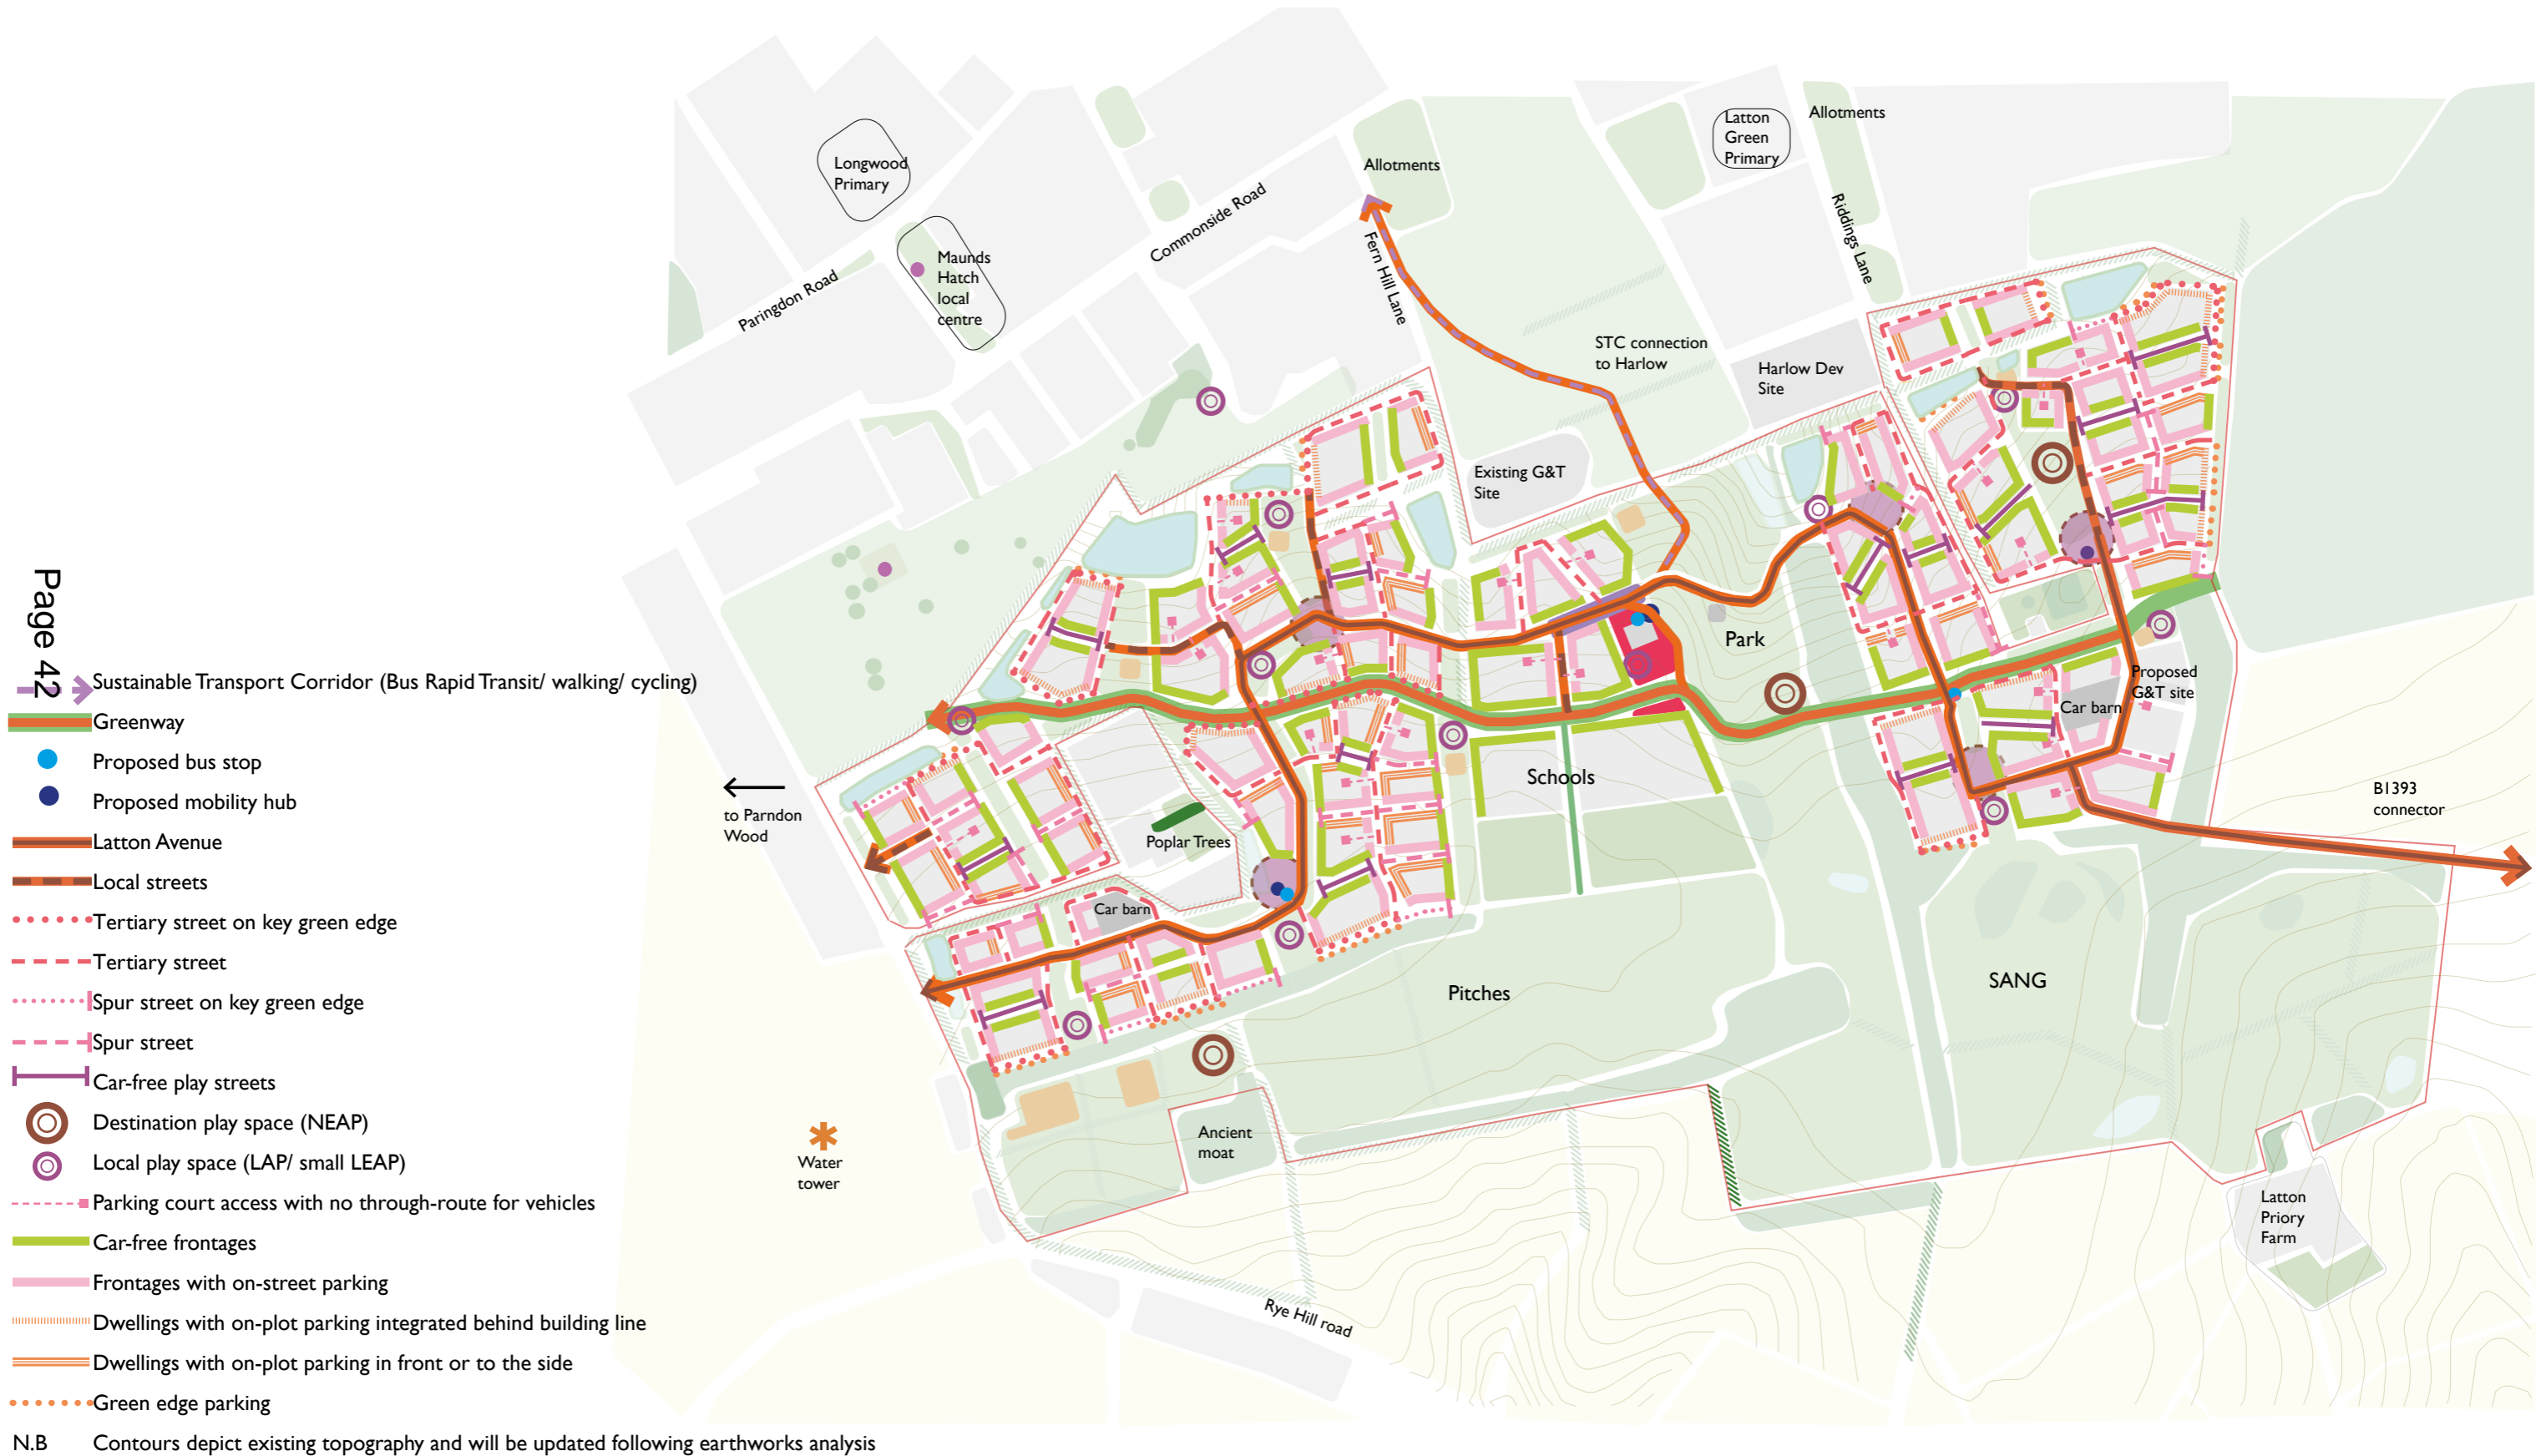 Page 42
Sustainable Transport Corridor (Bus Rapid Transit/ walking/ cycling)
Greenway
Proposed bus stop
Proposed mobility hub
Latton Avenue
Local streets
Tertiary street on key green edge
Tertiary street
Spur street on key green edge
Spur street
Car-free play streets
Destination play space (NEAP)
Local play space (LAP/ small LEAP)
Parking court access with no through-route for vehicles
Car-free frontages
Frontages with on-street parking
Dwellings with on-plot parking integrated behind building line
Dwellings with on-plot parking in front or to the side
Green edge parking
N.B Contours depict existing topography and will be updated following earthworks analysis
Longwood
Primary
Maunds
Hatch
local
centre
Paringdon Road
Commonside Road
Allotments
Fern Hill Lane
Latton
Green
Primary
Allotments
Riddings Lane
STC connection
to Harlow
Harlow Dev
Site
Existing G&T
Site
Park
Proposed
G&T site
Car barn
Schools
B1393
connector
to Parndon
Wood
Poplar Trees
Car barn
Pitches
SANG
Ancient
moat
Water
tower
Latton
Priory
Farm
Rye Hill road